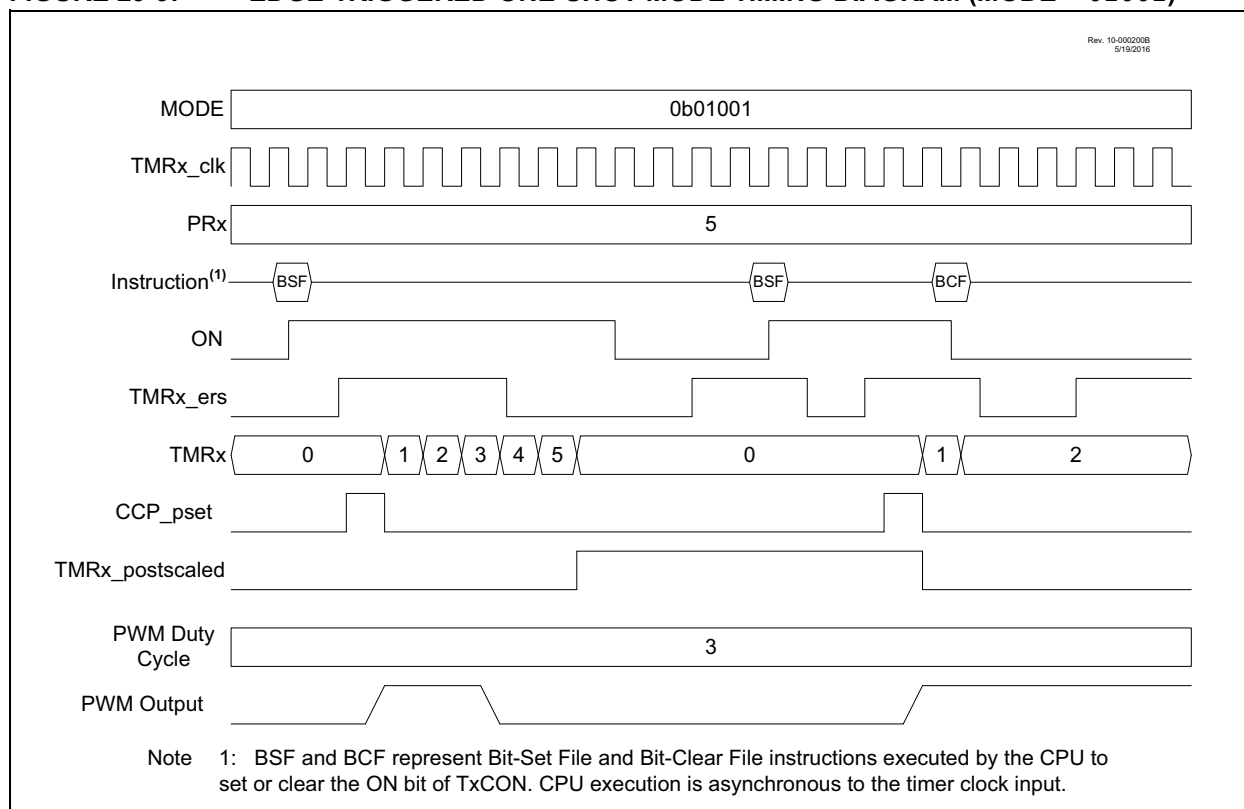 Rev. 10-000200B
5/19/2016
MODE 0b01001
TMRx_clk
PRx 5
Instruction(1) BSF BSF BCF
ON
TMRx_ers
TMRx 0 1 2 3 4 5 0 1 2
CCP_pset
TMRx_postscaled
PWM Duty
Cycle 3
PWM Output
Note 1: BSF and BCF represent Bit-Set File and Bit-Clear File instructions executed by the CPU to
set or clear the ON bit of TxCON. CPU execution is asynchronous to the timer clock input.